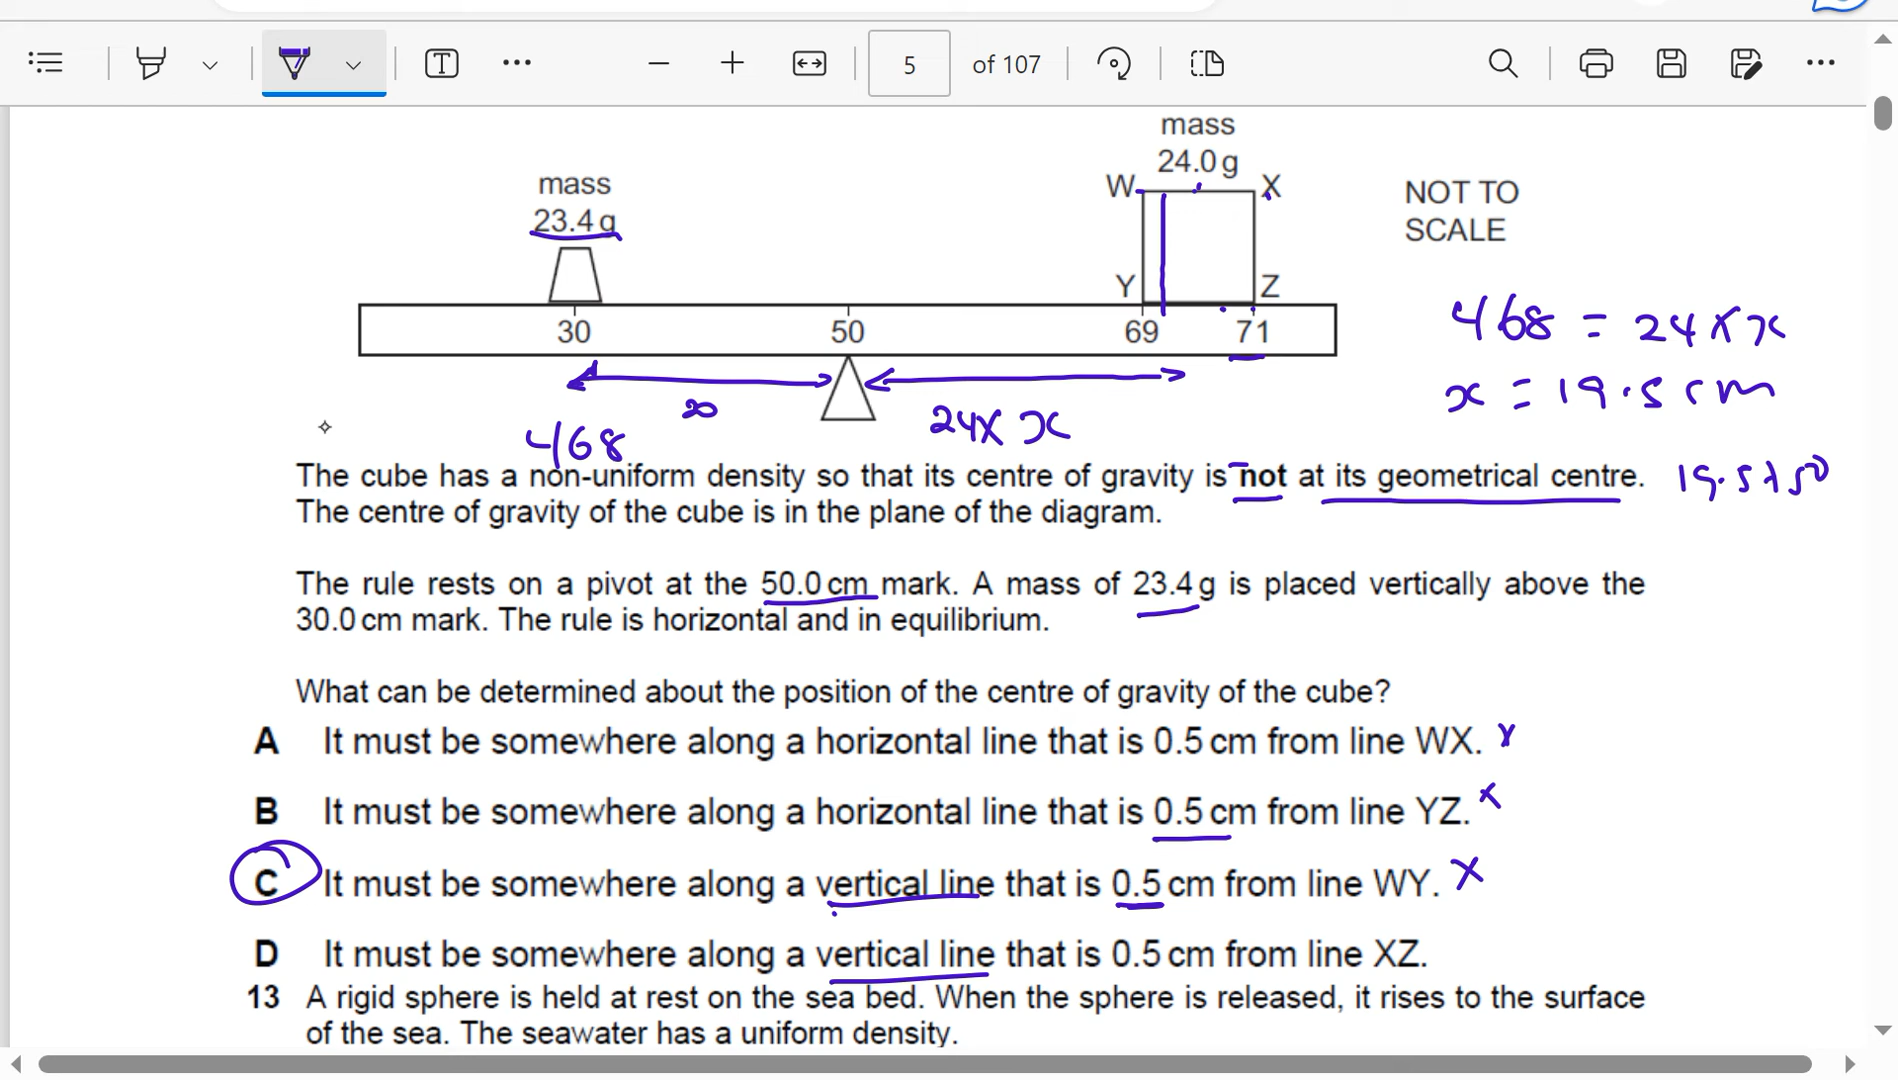 5 of 107
mass
24.0 g
mass
23.4 g
W X
NOT TO
SCALE
Y Z
30 50 69 71
468 = 24 × x
x = 19.5 cm
20
24 × x
468
The cube has a non-uniform density so that its centre of gravity is not at its geometrical centre.
19.5+50
The centre of gravity of the cube is in the plane of the diagram.
The rule rests on a pivot at the 50.0 cm mark. A mass of 23.4 g is placed vertically above the
30.0 cm mark. The rule is horizontal and in equilibrium.
What can be determined about the position of the centre of gravity of the cube?
A It must be somewhere along a horizontal line that is 0.5 cm from line WX. x
B It must be somewhere along a horizontal line that is 0.5 cm from line YZ. x
C It must be somewhere along a vertical line that is 0.5 cm from line WY. x
D It must be somewhere along a vertical line that is 0.5 cm from line XZ.
13 A rigid sphere is held at rest on the sea bed. When the sphere is released, it rises to the surface
of the sea. The seawater has a uniform density.